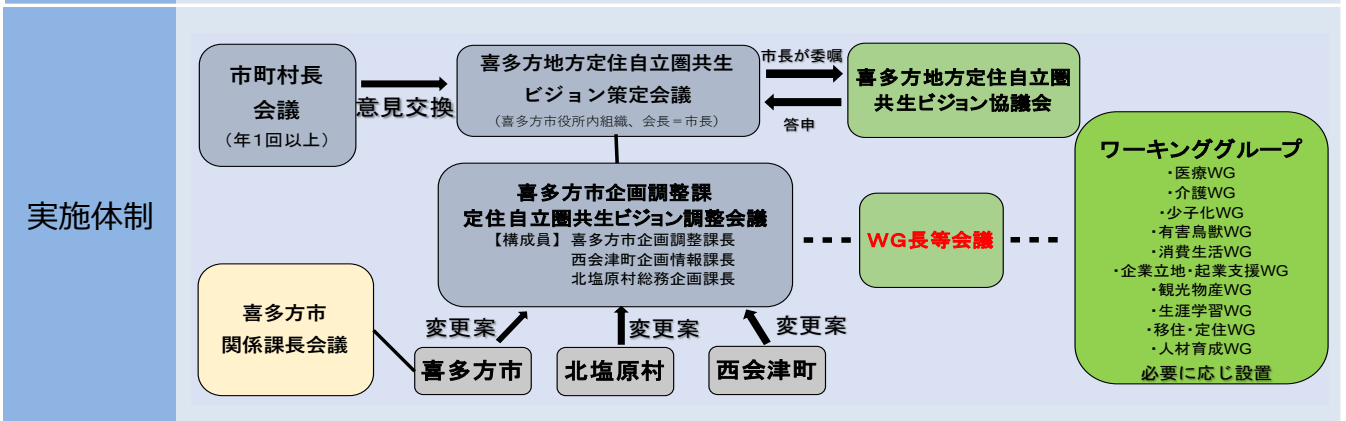 実施体制
市町村長
会議
（年１回以上）
意見交換
喜多方地方定住自立圏共生
ビジョン策定会議
（喜多方市役所内組織、会長＝市長）
市長が委嘱
答申
喜多方地方定住自立圏
共生ビジョン協議会
喜多方市企画調整課
定住自立圏共生ビジョン調整会議
【構成員】 喜多方市企画調整課長
西会津町企画情報課長
北塩原村総務企画課長
WG長等会議
ワーキンググループ
・医療WG
・介護WG
・少子化WG
・有害鳥獣WG
・消費生活WG
・企業立地・起業支援WG
・観光物産WG
・生涯学習WG
・移住・定住WG
・人材育成WG
必要に応じ設置
喜多方市
関係課長会議
変更案
変更案
変更案
喜多方市
北塩原村
西会津町